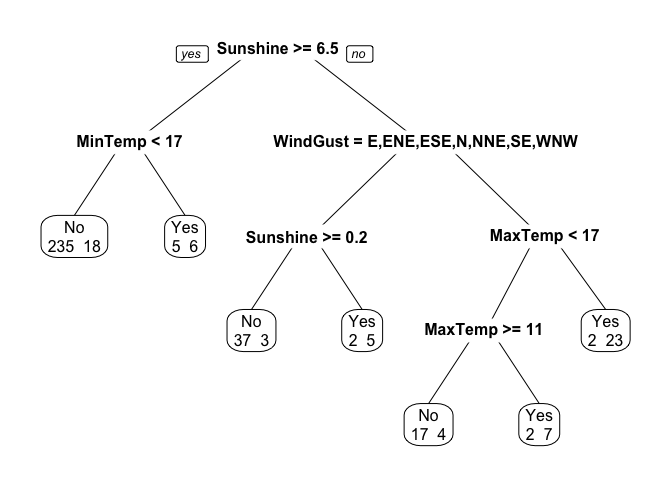 yes Sunshine >= 6.5 no
MinTemp < 17
WindGust = E,ENE,ESE,N,NNE,SE,WNW
No
235 18
Yes
5 6
Sunshine >= 0.2
MaxTemp < 17
No
37 3
Yes
2 5
MaxTemp >= 11
Yes
2 23
No
17 4
Yes
2 7